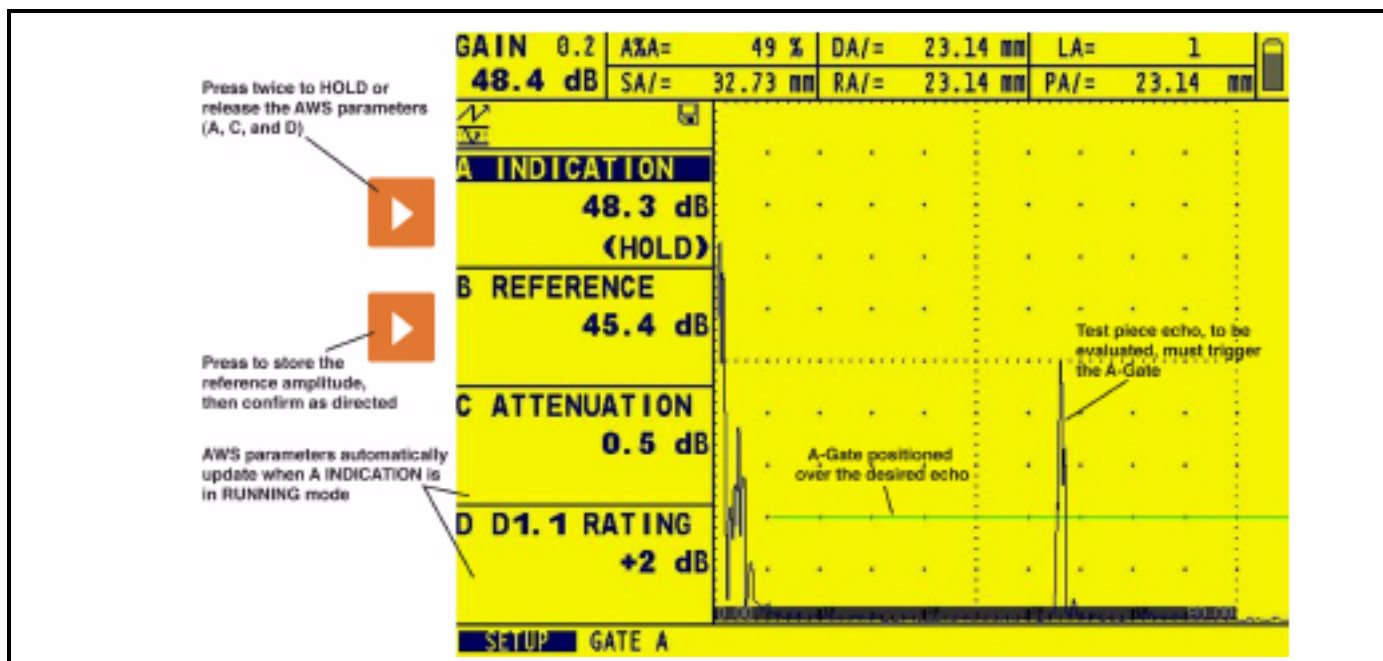 GAIN 0.2 A%A= 49 % DA/= 23.14 mm LA= 1
48.4 dB SA/= 32.73 mm RA/= 23.14 mm PA/= 23.14 mm
Press twice to HOLD or
release the AWS parameters
(A, C, and D)
A INDICATION
48.3 dB
(HOLD)
B REFERENCE
45.4 dB
Press to store the
reference amplitude,
then confirm as directed
C ATTENUATION
0.5 dB
AWS parameters automatically
update when A INDICATION is
in RUNNING mode
D D1.1 RATING
+2 dB
Test piece echo, to be
evaluated, must trigger
the A-Gate
A-Gate positioned
over the desired echo
0.00 80.00
SETUP GATE A